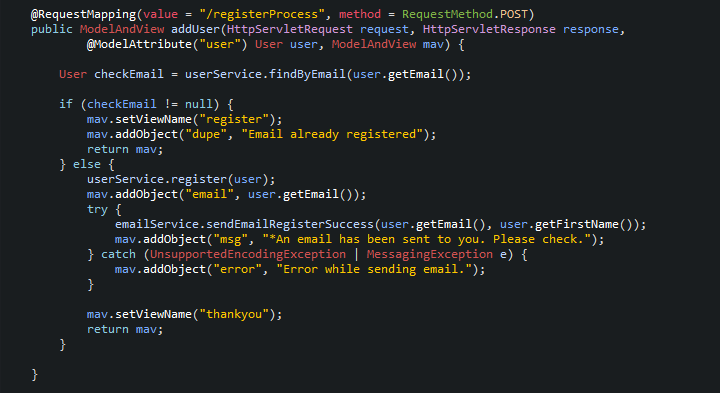 @RequestMapping(value = "/registerProcess", method = RequestMethod.POST)
public ModelAndView addUser(HttpServletRequest request, HttpServletResponse response,
        @ModelAttribute("user") User user, ModelAndView mav) {

    User checkEmail = userService.findByEmail(user.getEmail());

    if (checkEmail != null) {
        mav.setViewName("register");
        mav.addObject("dupe", "Email already registered");
        return mav;
    } else {
        userService.register(user);
        mav.addObject("email", user.getEmail());
        try {
            emailService.sendEmailRegisterSuccess(user.getEmail(), user.getFirstName());
            mav.addObject("msg", "*An email has been sent to you. Please check.");
        } catch (UnsupportedEncodingException | MessagingException e) {
            mav.addObject("error", "Error while sending email.");
        }

        mav.setViewName("thankyou");
        return mav;
    }

}